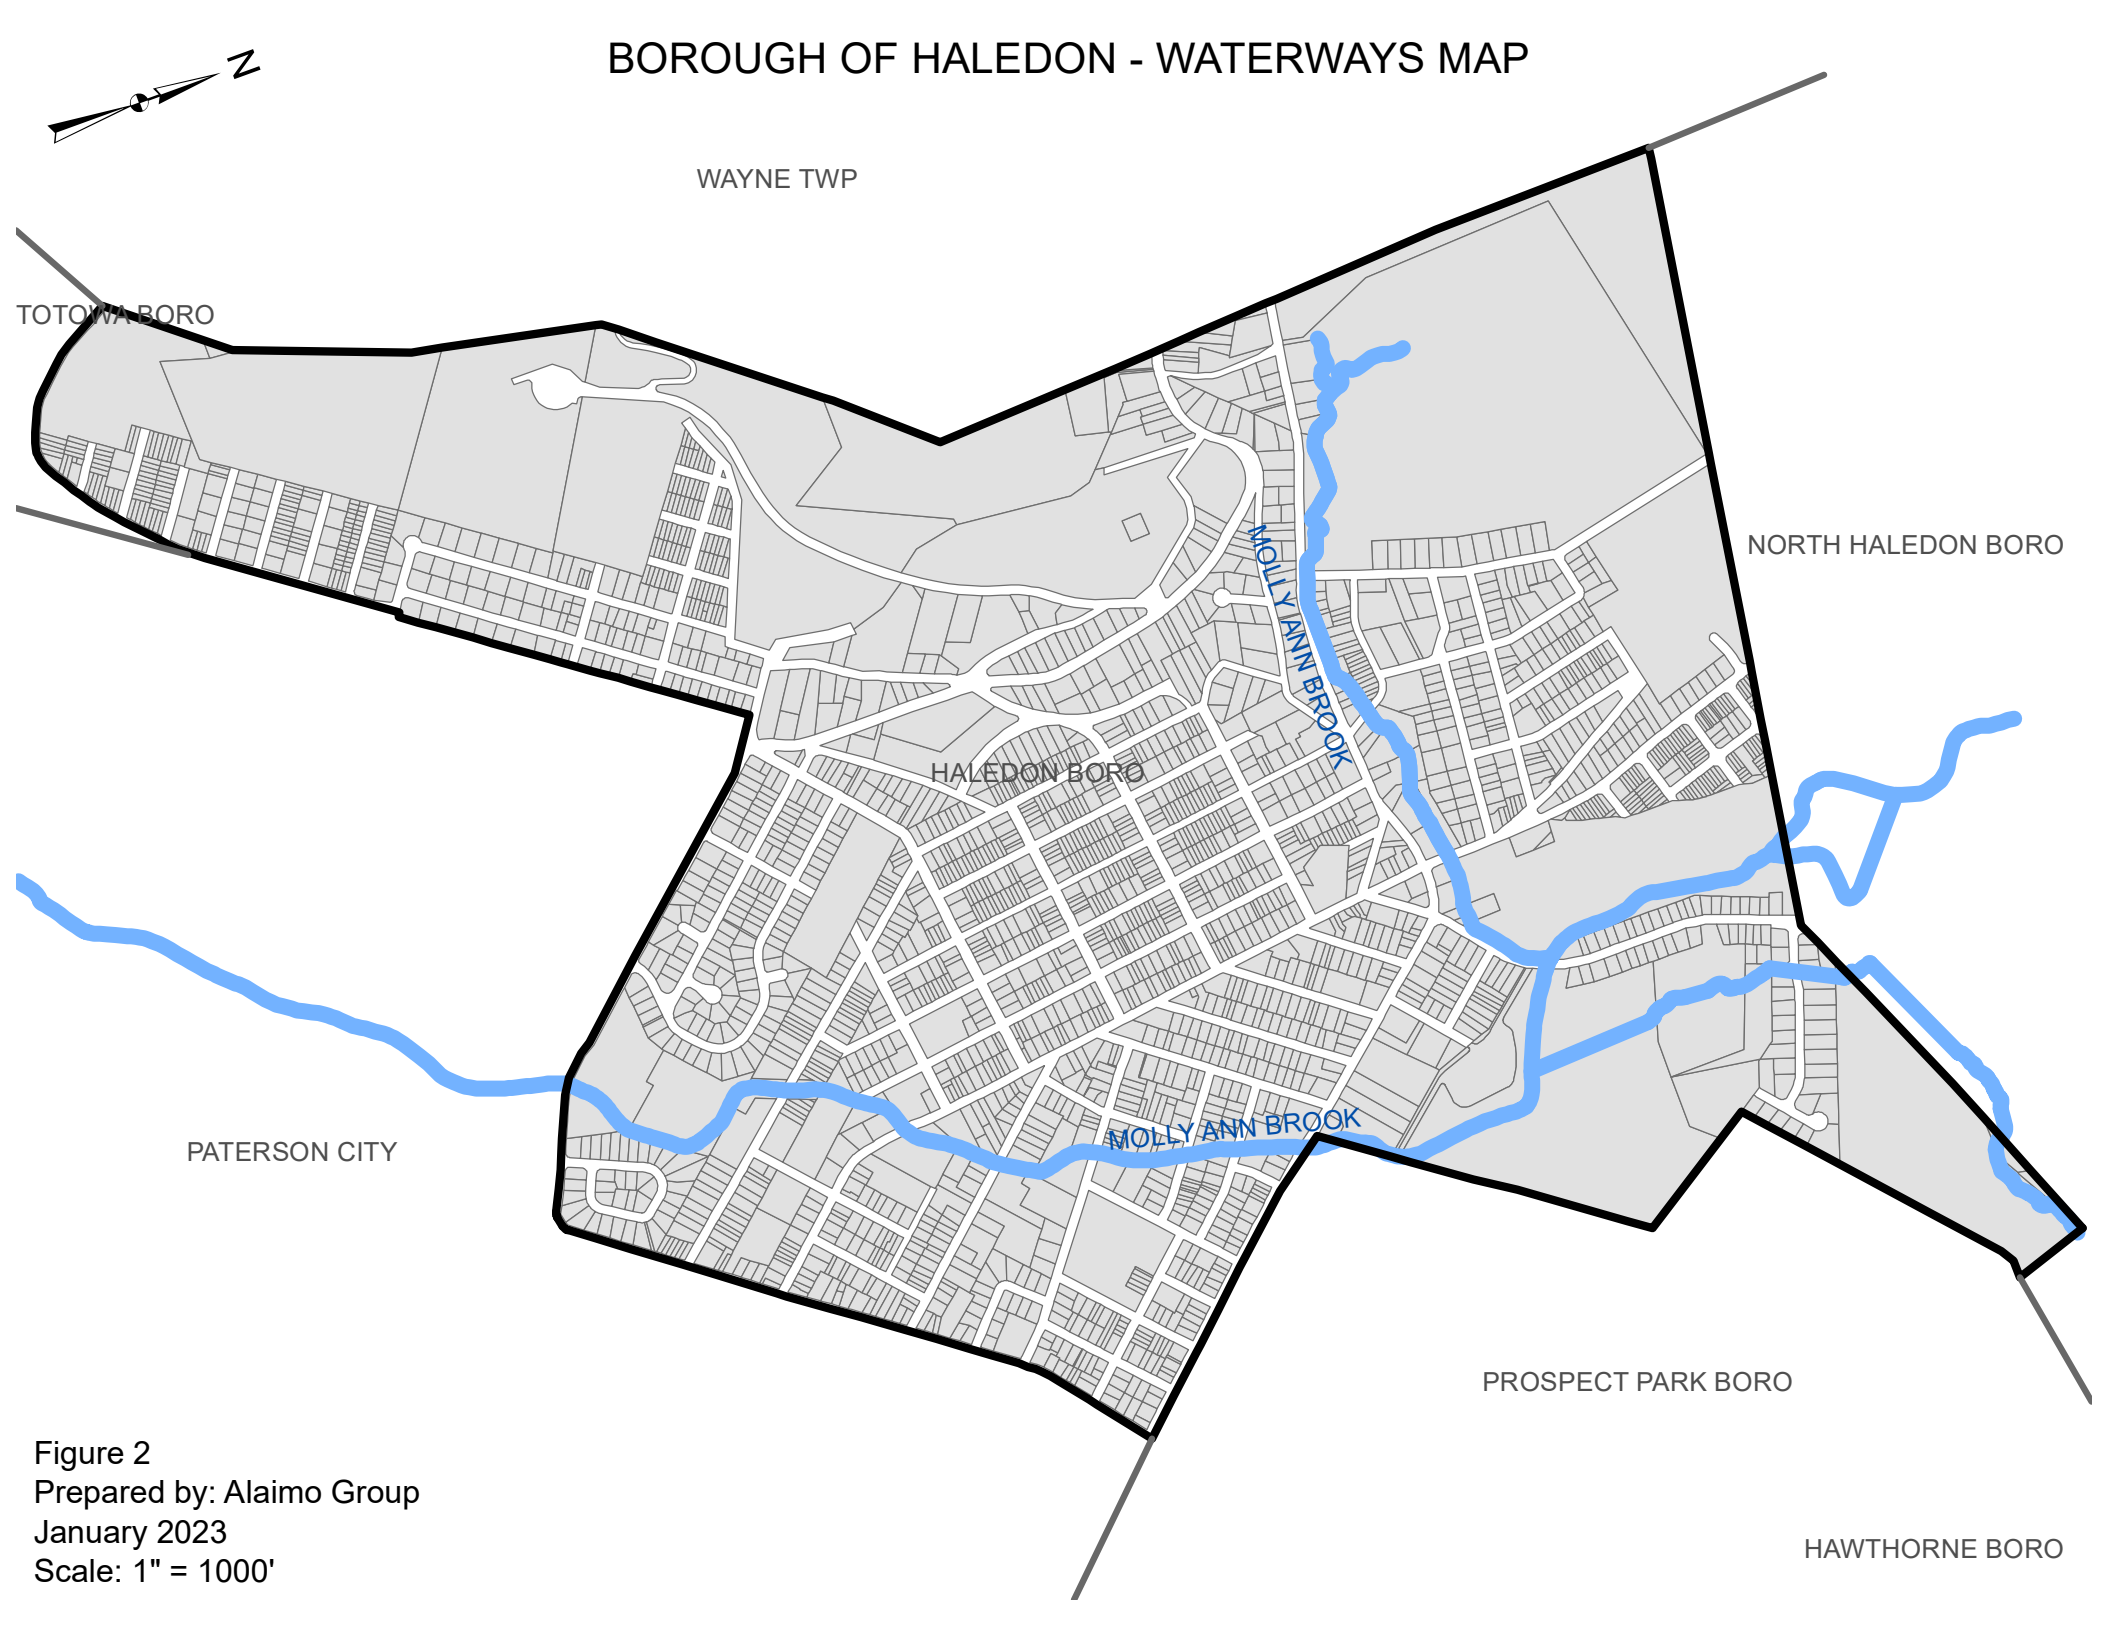 BOROUGH OF HALEDON - WATERWAYS MAP
N
WAYNE TWP
TOTOWA BORO
NORTH HALEDON BORO
MOLLY ANN BROOK
HALEDON BORO
MOLLY ANN BROOK
PATERSON CITY
PROSPECT PARK BORO
HAWTHORNE BORO
Figure 2
Prepared by: Alaimo Group
January 2023
Scale: 1" = 1000'